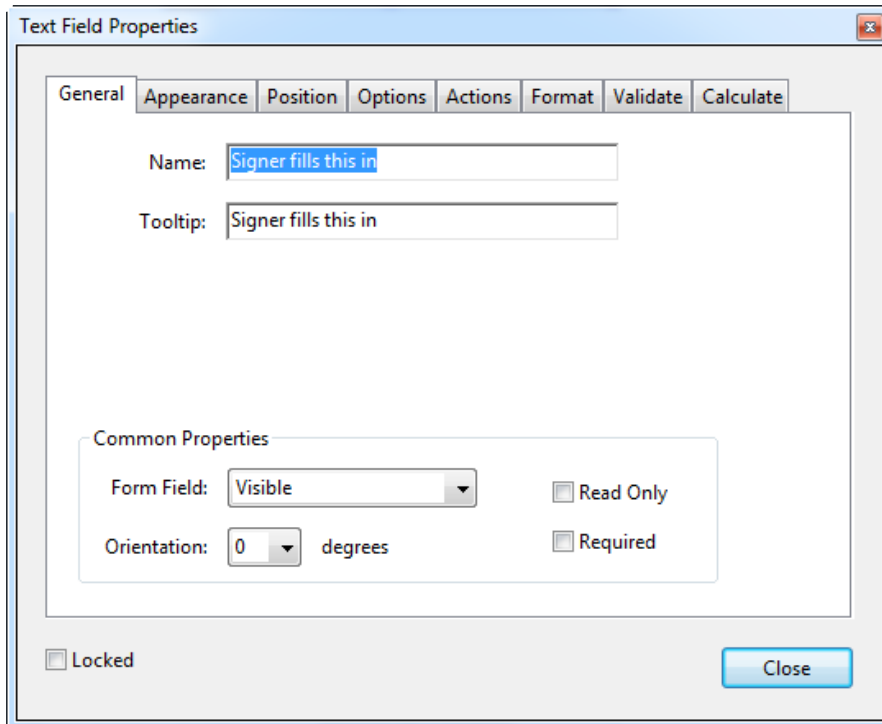 Text Field Properties
General Appearance Position Options Actions Format Validate Calculate
Name: Signer fills this in
Tooltip: Signer fills this in
Common Properties
Form Field: Visible Read Only
Orientation: 0 degrees Required
Locked Close